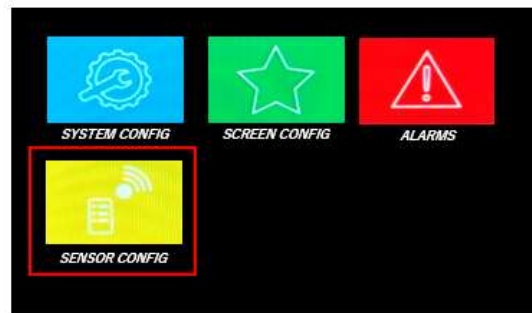 SYSTEM CONFIG
SCREEN CONFIG
ALARMS
SENSOR CONFIG